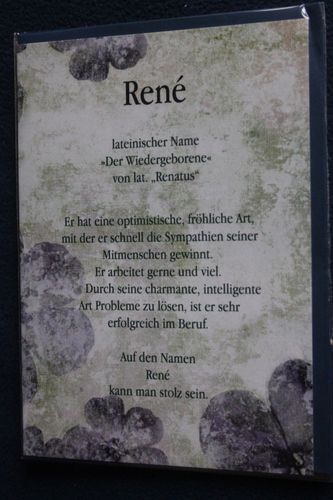 René
lateinischer Name
»Der Wiedergeborene«
von lat. „Renatus“
Er hat eine optimistische, fröhliche Art,
mit der er schnell die Sympathien seiner
Mitmenschen gewinnt.
Er arbeitet gerne und viel.
Durch seine charmante, intelligente
Art Probleme zu lösen, ist er sehr
erfolgreich im Beruf.
Auf den Namen
René
kann man stolz sein.